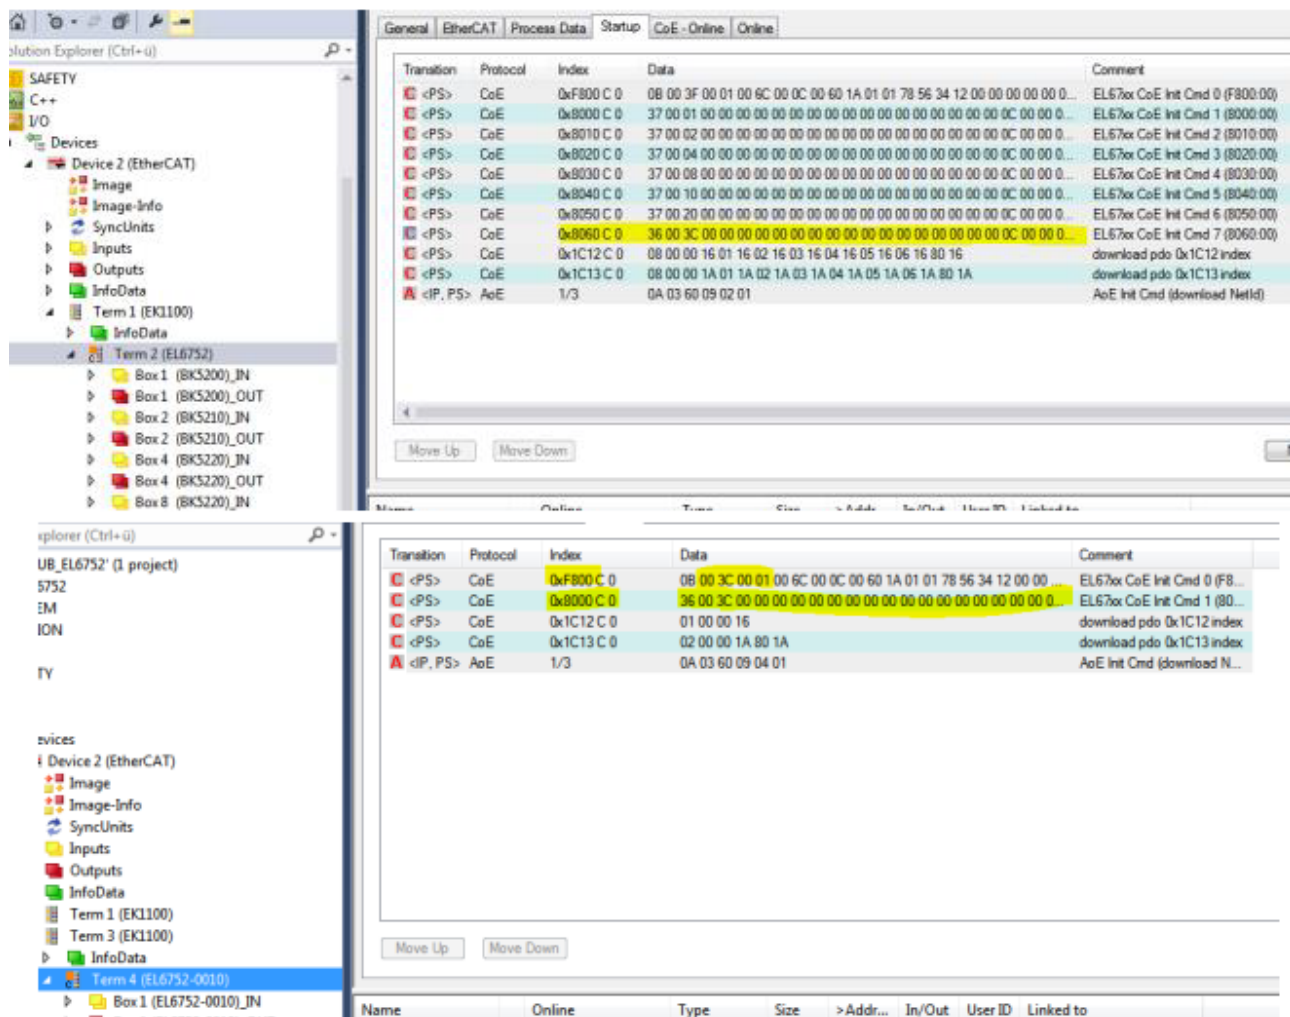 General EtherCAT Process Data Startup CoE - Online Online
olution Explorer (Ctrl+ü)
Transition Protocol Index Data Comment
C <PS> CoE 0xF800 C 0 0B 00 3F 00 01 00 6C 00 0C 00 60 1A 01 01 78 56 34 12 00 00 00 00 00 0... EL67xx CoE Init Cmd 0 (F800:00)
C <PS> CoE 0x8000 C 0 37 00 01 00 00 00 00 00 00 00 00 00 00 00 00 00 00 00 00 00 0C 00 00 0... EL67xx CoE Init Cmd 1 (8000:00)
C <PS> CoE 0x8010 C 0 37 00 02 00 00 00 00 00 00 00 00 00 00 00 00 00 00 00 00 00 0C 00 00 0... EL67xx CoE Init Cmd 2 (8010:00)
C <PS> CoE 0x8020 C 0 37 00 04 00 00 00 00 00 00 00 00 00 00 00 00 00 00 00 00 00 0C 00 00 0... EL67xx CoE Init Cmd 3 (8020:00)
C <PS> CoE 0x8030 C 0 37 00 08 00 00 00 00 00 00 00 00 00 00 00 00 00 00 00 00 00 0C 00 00 0... EL67xx CoE Init Cmd 4 (8030:00)
C <PS> CoE 0x8040 C 0 37 00 10 00 00 00 00 00 00 00 00 00 00 00 00 00 00 00 00 00 0C 00 00 0... EL67xx CoE Init Cmd 5 (8040:00)
C <PS> CoE 0x8050 C 0 37 00 20 00 00 00 00 00 00 00 00 00 00 00 00 00 00 00 00 00 0C 00 00 0... EL67xx CoE Init Cmd 6 (8050:00)
C <PS> CoE 0x8060 C 0 36 00 3C 00 00 00 00 00 00 00 00 00 00 00 00 00 00 00 00 00 0C 00 00 0... EL67xx CoE Init Cmd 7 (8060:00)
C <PS> CoE 0x1C12 C 0 08 00 00 16 01 16 02 16 03 16 04 16 05 16 06 16 80 16 download pdo 0x1C12 index
C <PS> CoE 0x1C13 C 0 08 00 00 1A 01 1A 02 1A 03 1A 04 1A 05 1A 06 1A 80 1A download pdo 0x1C13 index
A <IP, PS> AoE 1/3 0A 03 60 09 02 01 AoE Init Cmd (download NetId)
SAFETY
C++
I/O
Devices
Device 2 (EtherCAT)
Image
Image-Info
SyncUnits
Inputs
Outputs
InfoData
Term 1 (EK1100)
InfoData
Term 2 (EL6752)
Box 1 (BK5200)_IN
Box 1 (BK5200)_OUT
Box 2 (BK5210)_IN
Box 2 (BK5210)_OUT
Box 4 (BK5220)_IN
Box 4 (BK5220)_OUT
Box 8 (BK5220)_IN
Move Up Move Down
Name Online Type Size >Addr... In/Out User ID Linked to
xplorer (Ctrl+ü)
UB_EL6752' (1 project)
6752
EM
ION
TY
Transition Protocol Index Data Comment
C <PS> CoE 0xF800 C 0 0B 00 3C 00 01 00 6C 00 0C 00 60 1A 01 01 78 56 34 12 00 00 ... EL67xx CoE Init Cmd 0 (F8...
C <PS> CoE 0x8000 C 0 36 00 3C 00 00 00 00 00 00 00 00 00 00 00 00 00 00 00 00 00 0... EL67xx CoE Init Cmd 1 (80...
C <PS> CoE 0x1C12 C 0 01 00 00 16 download pdo 0x1C12 index
C <PS> CoE 0x1C13 C 0 02 00 00 1A 80 1A download pdo 0x1C13 index
A <IP, PS> AoE 1/3 0A 03 60 09 04 01 AoE Init Cmd (download N...
evices
Device 2 (EtherCAT)
Image
Image-Info
SyncUnits
Inputs
Outputs
InfoData
Term 1 (EK1100)
Term 3 (EK1100)
InfoData
Term 4 (EL6752-0010)
Box 1 (EL6752-0010)_IN
Move Up Move Down
Name Online Type Size >Addr... In/Out User ID Linked to